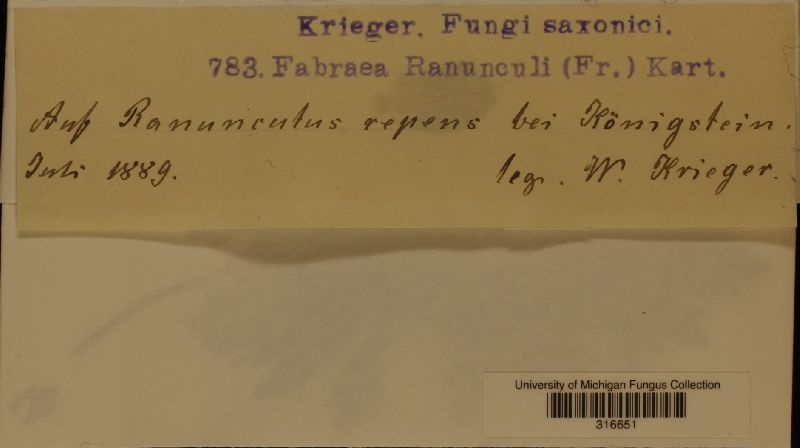 Krieger, Fungi saxonici.
783. Fabraea Ranunculi (Fr.) Kart.
Auf Ranunculus repens bei Königstein.
Juli 1889.
leg. W. Krieger.
University of Michigan Fungus Collection
316651